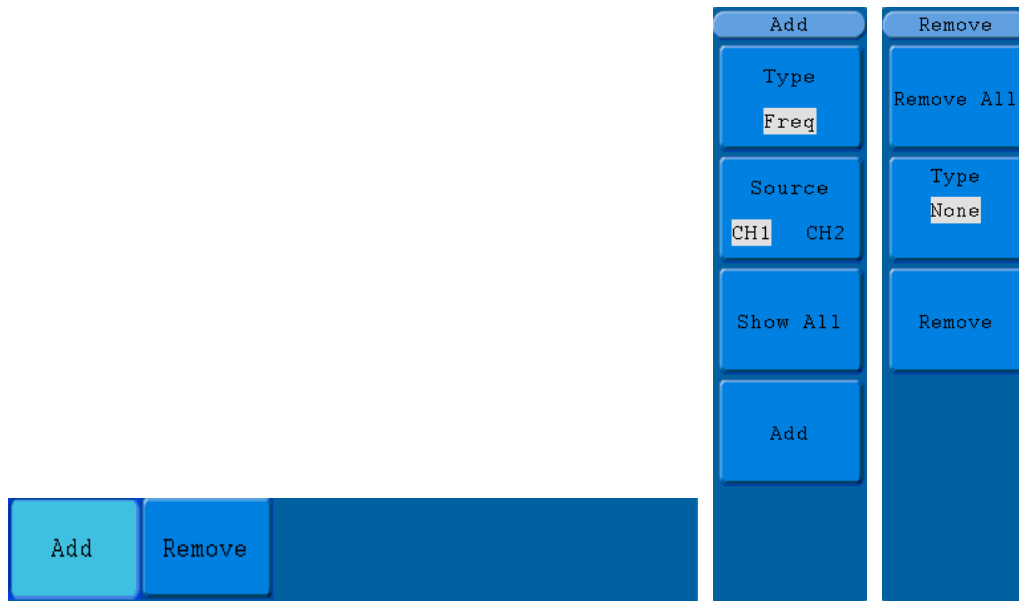 Add
Type
Freq
Source
CH1 CH2
Show All
Add
Remove
Remove All
Type
None
Remove
Add Remove